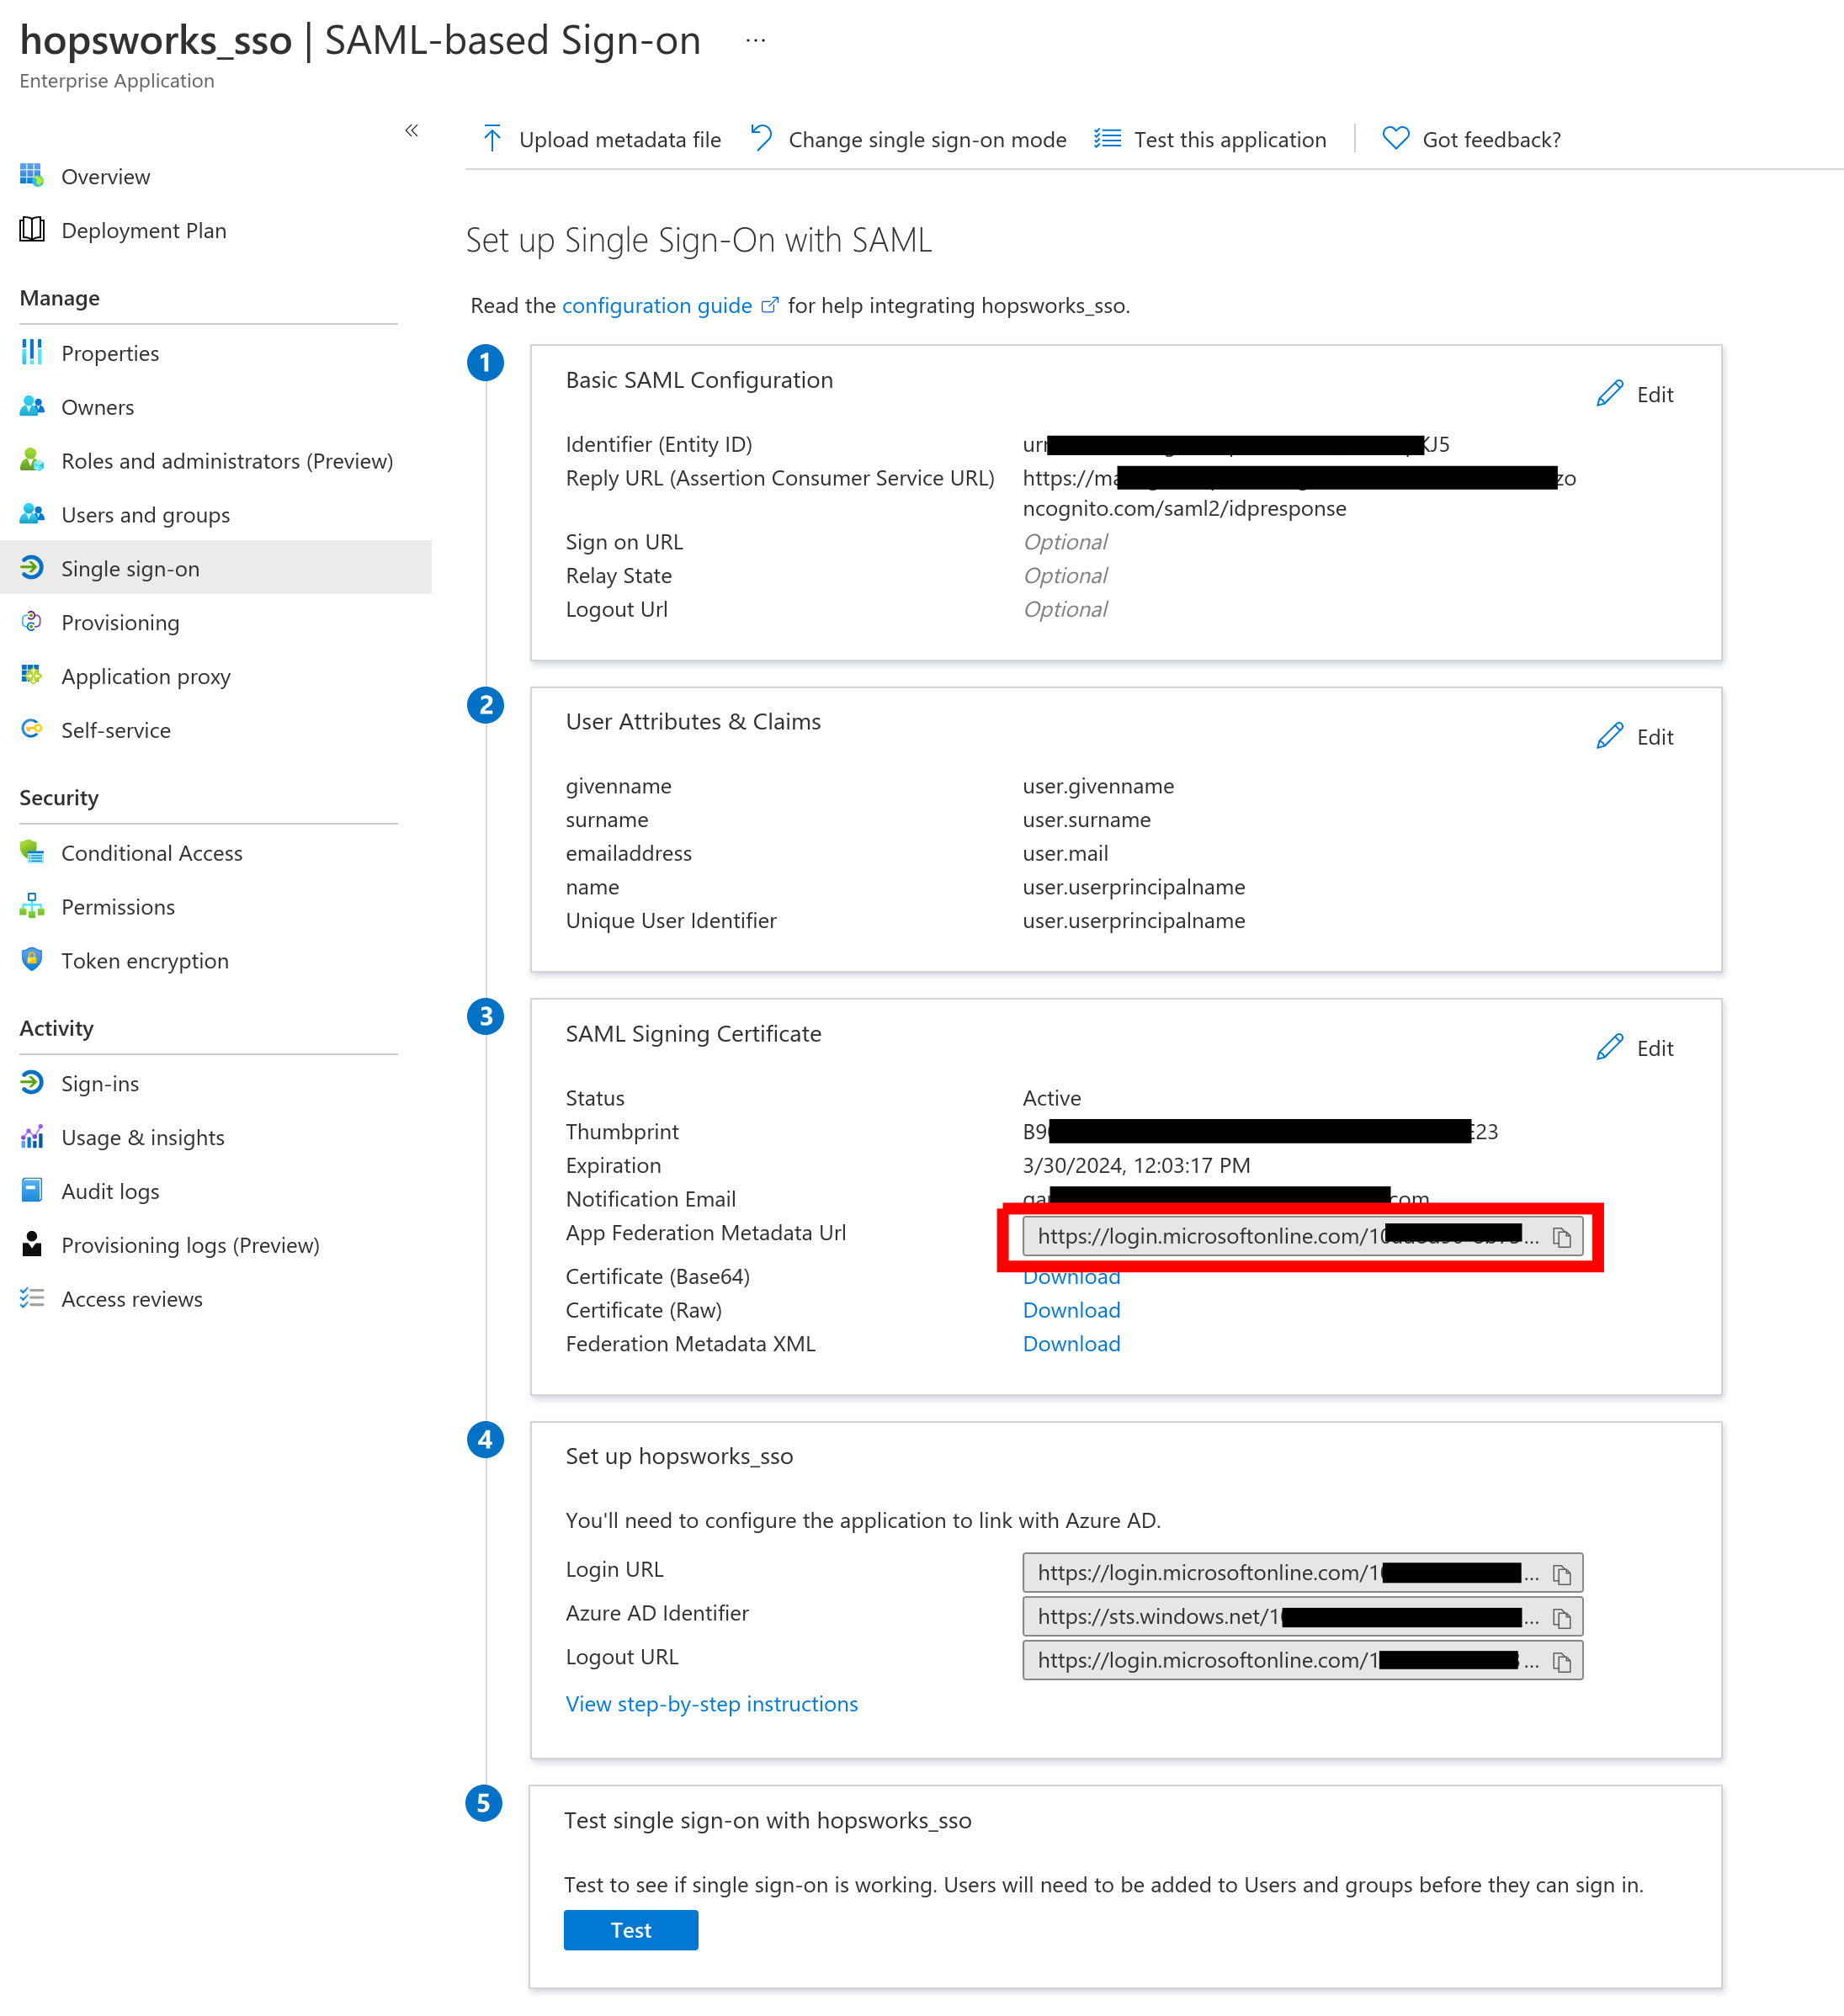 hopsworks_sso | SAML-based Sign-on ...
Enterprise Application
«
Upload metadata file Change single sign-on mode Test this application Got feedback?
Overview
Deployment Plan
Manage
Properties
Owners
Roles and administrators (Preview)
Users and groups
Single sign-on
Provisioning
Application proxy
Self-service
Security
Conditional Access
Permissions
Token encryption
Activity
Sign-ins
Usage & insights
Audit logs
Provisioning logs (Preview)
Access reviews
Set up Single Sign-On with SAML
Read the configuration guide for help integrating hopsworks_sso.
1
Basic SAML Configuration
Edit
Identifier (Entity ID) KJ5
Reply URL (Assertion Consumer Service URL) https://ma zo
ncognito.com/saml2/idpresponse
Sign on URL Optional
Relay State Optional
Logout Url Optional
2
User Attributes & Claims
Edit
givenname user.givenname
surname user.surname
emailaddress user.mail
name user.userprincipalname
Unique User Identifier user.userprincipalname
3
SAML Signing Certificate
Edit
Status Active
Thumbprint B9 E23
Expiration 3/30/2024, 12:03:17 PM
Notification Email com
App Federation Metadata Url https://login.microsoftonline.com/10 ...
Certificate (Base64) Download
Certificate (Raw) Download
Federation Metadata XML Download
4
Set up hopsworks_sso
You'll need to configure the application to link with Azure AD.
Login URL https://login.microsoftonline.com/1 ...
Azure AD Identifier https://sts.windows.net/1 ...
Logout URL https://login.microsoftonline.com/1 ...
View step-by-step instructions
5
Test single sign-on with hopsworks_sso
Test to see if single sign-on is working. Users will need to be added to Users and groups before they can sign in.
Test